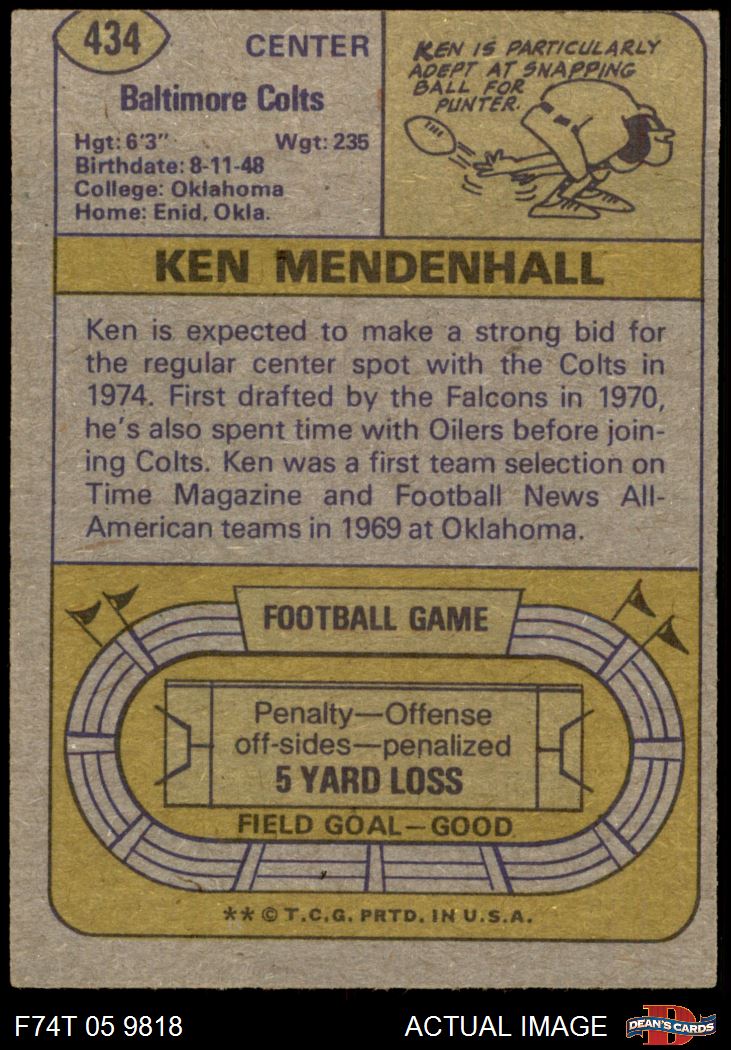 434
CENTER
Baltimore Colts
Hgt: 6'3" Wgt: 235
Birthdate: 8-11-48
College: Oklahoma
Home: Enid, Okla.
KEN IS PARTICULARLY
ADEPT AT SNAPPING
BALL FOR
PUNTER.
KEN MENDENHALL
Ken is expected to make a strong bid for
the regular center spot with the Colts in
1974. First drafted by the Falcons in 1970,
he's also spent time with Oilers before join-
ing Colts. Ken was a first team selection on
Time Magazine and Football News All-
American teams in 1969 at Oklahoma.
FOOTBALL GAME
Penalty—Offense
off-sides—penalized
5 YARD LOSS
FIELD GOAL—GOOD
** © T.C.G. PRTD. IN U.S.A.
F74T 05 9818
ACTUAL IMAGE
D
DEAN'S CARDS